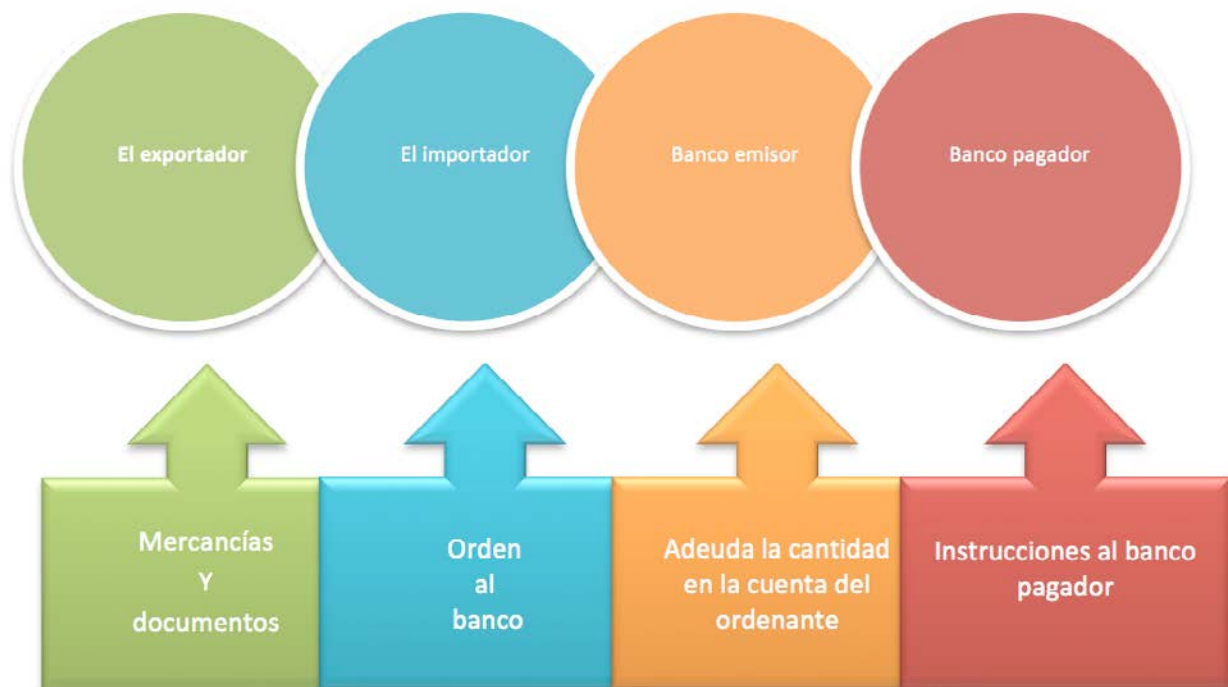 El exportador
El importador
Banco emisor
Banco pagador
Mercancías
Y
documentos
Orden
al
banco
Adeuda la cantidad
en la cuenta del
ordenante
Instrucciones al banco
pagador